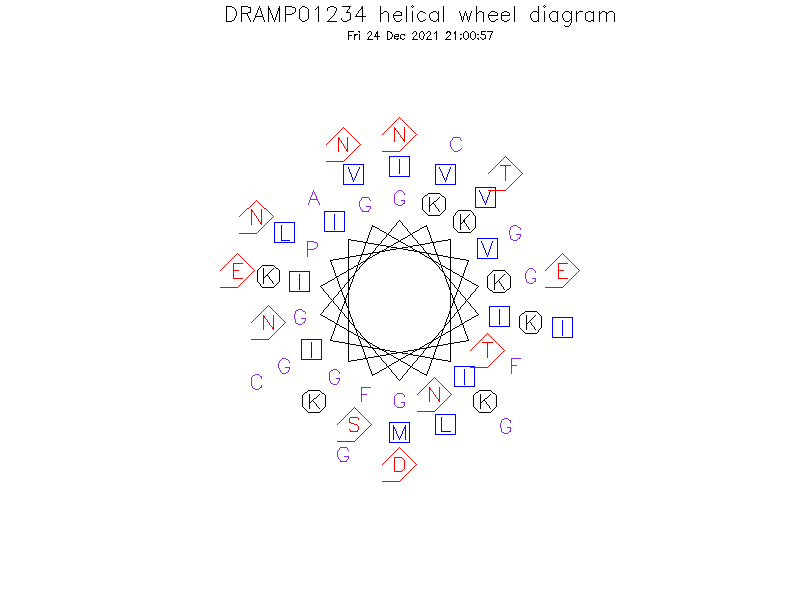 DRAMP01234 helical wheel diagram
Fri 24 Dec 2021 21:00:57
N N C
V I V T
A G G K K V
N L I G
P V
E K I K G E
N G I K I
G I T F
C G I
K F G N K
S M L G
G D